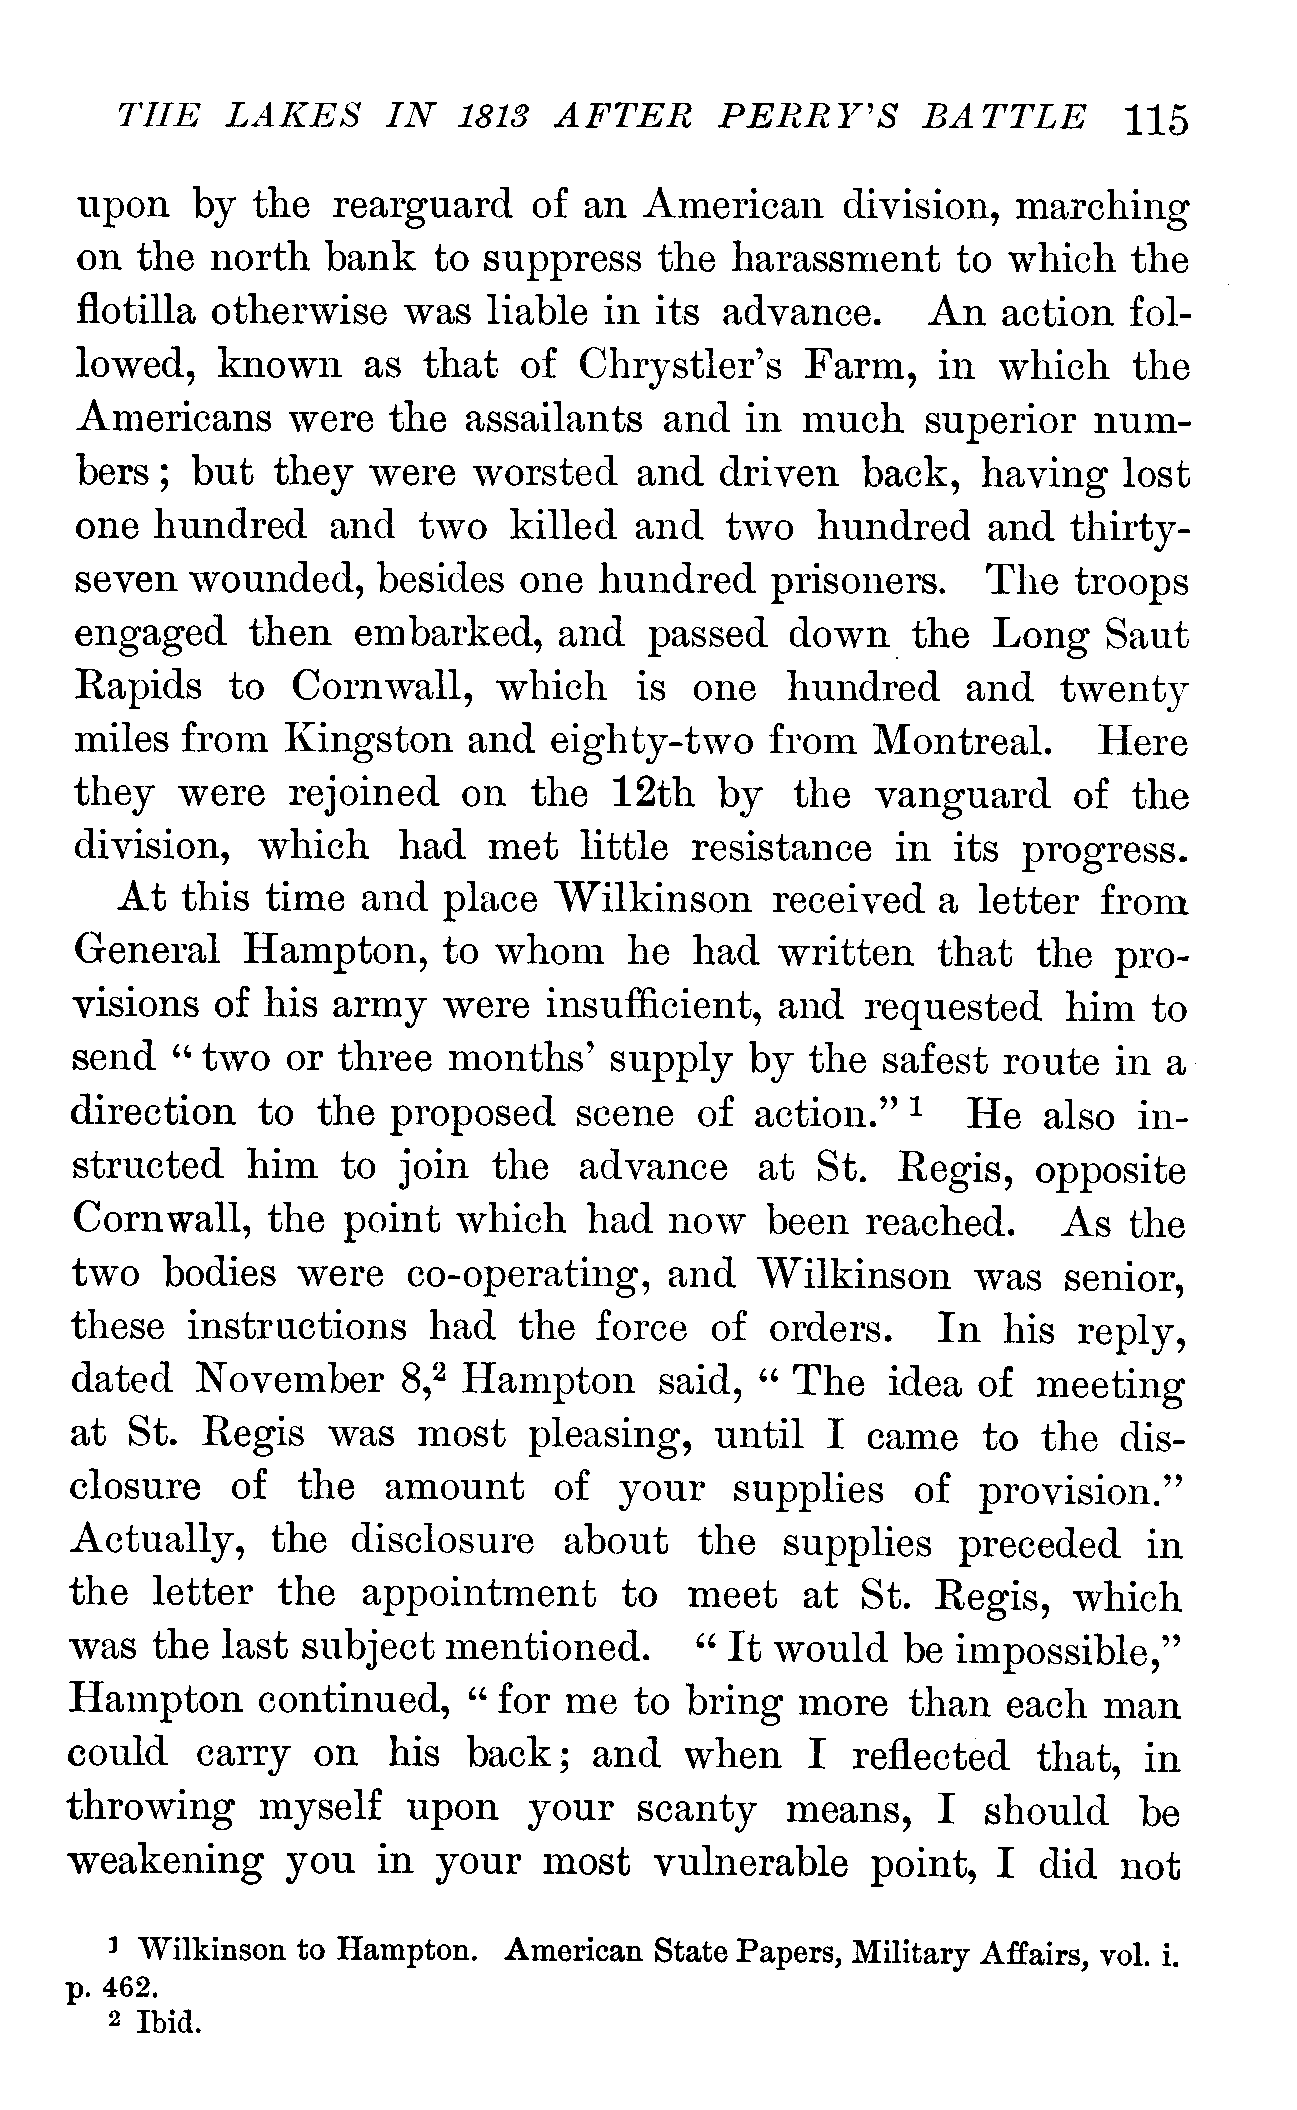 THE LAKES IN 1813 AFTER PERRY'S BATTLE 115
upon by the rearguard of an American division, marching
on the north bank to suppress the harassment to which the
flotilla otherwise was liable in its advance. An action fol-
lowed, known as that of Chrystler's Farm, in which the
Americans were the assailants and in much superior num-
bers; but they were worsted and driven back, having lost
one hundred and two killed and two hundred and thirty-
seven wounded, besides one hundred prisoners. The troops
engaged then embarked, and passed down the Long Saut
Rapids to Cornwall, which is one hundred and twenty
miles from Kingston and eighty-two from Montreal. Here
they were rejoined on the 12th by the vanguard of the
division, which had met little resistance in its progress.
At this time and place Wilkinson received a letter from
General Hampton, to whom he had written that the pro-
visions of his army were insufficient, and requested him to
send "two or three months' supply by the safest route in a
direction to the proposed scene of action." 1 He also in-
structed him to join the advance at St. Regis, opposite
Cornwall, the point which had now been reached. As the
two bodies were co-operating, and Wilkinson was senior,
these instructions had the force of orders. In his reply,
dated November 8,2 Hampton said, "The idea of meeting
at St. Regis was most pleasing, until I came to the dis-
closure of the amount of your supplies of provision."
Actually, the disclosure about the supplies preceded in
the letter the appointment to meet at St. Regis, which
was the last subject mentioned. "It would be impossible,"
Hampton continued, "for me to bring more than each man
could carry on his back; and when I reflected that, in
throwing myself upon your scanty means, I should be
weakening you in your most vulnerable point, I did not
1 Wilkinson to Hampton. American State Papers, Military Affairs, vol. i.
p. 462.
2 Ibid.